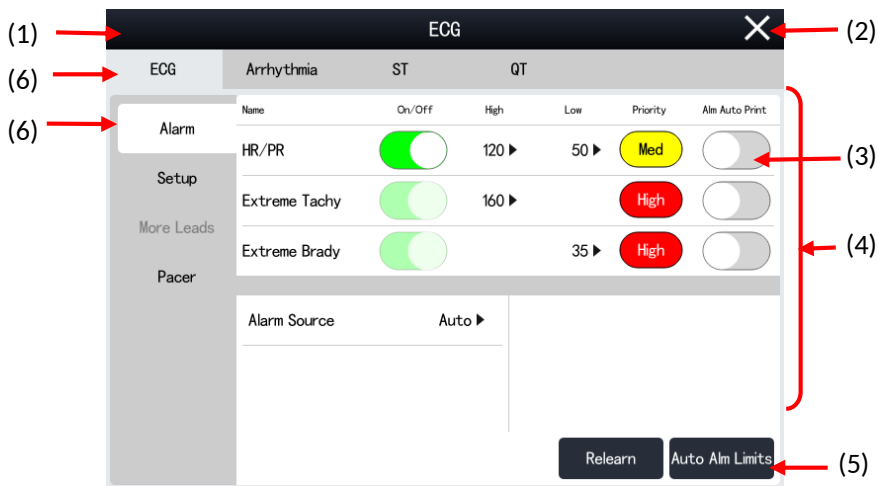 (1) ECG (2)
(6) ECG Arrhythmia ST QT
Name On/Off High Low Priority Alm Auto Print
(6) Alarm
HR/PR 120 50 Med (3)
Setup
Extreme Tachy 160 High
More Leads
Extreme Brady 35 High (4)
Pacer
Alarm Source Auto
Relearn Auto Alm Limits (5)